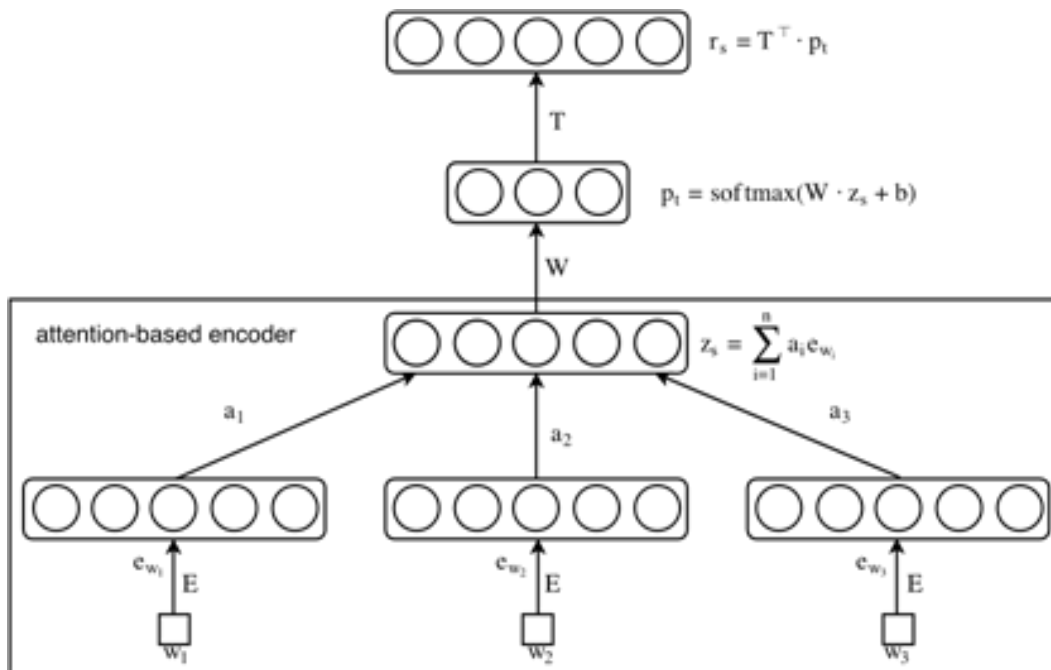 r_s = T^⊤ · p_t
T
p_t = softmax(W · z_s + b)
W
attention-based encoder
z_s = ∑_{i=1}^{n} a_i e_{w_i}
a_1
a_2
a_3
e_{w_1} E
e_{w_2} E
e_{w_3} E
w_1
w_2
w_3